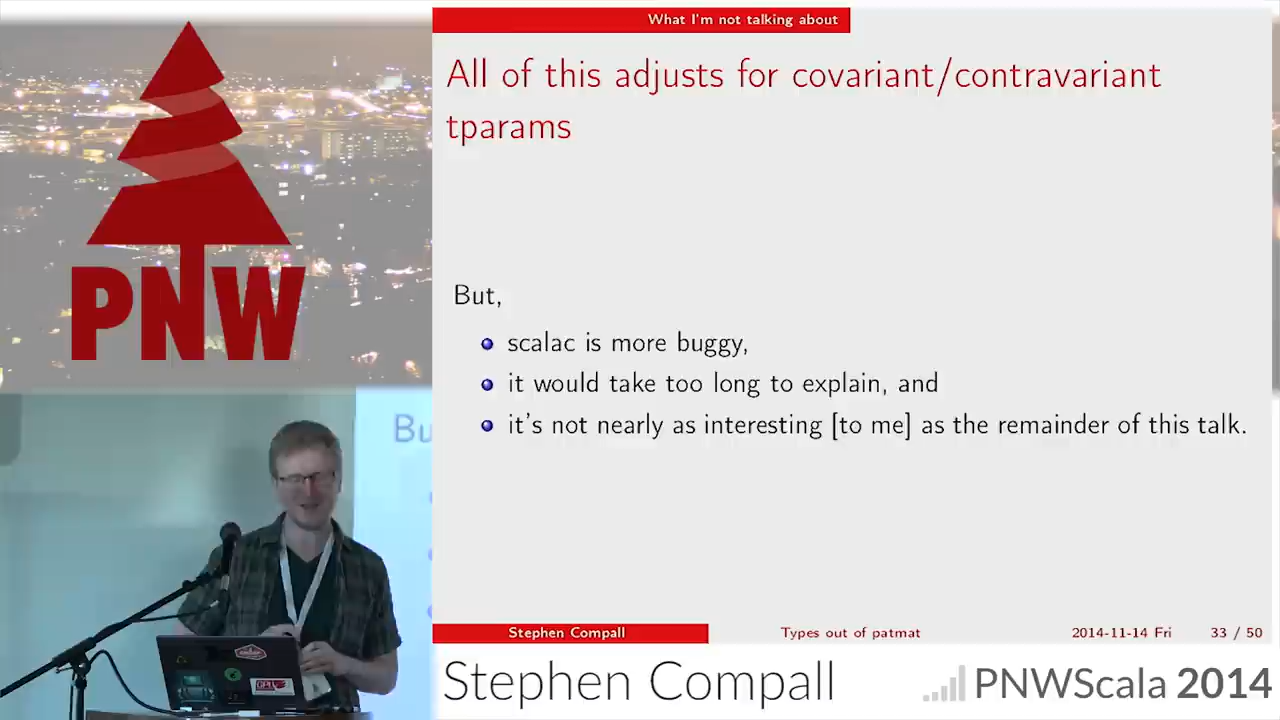 What I'm not talking about
All of this adjusts for covariant/contravariant
tparams
But,
scalac is more buggy,
it would take too long to explain, and
it's not nearly as interesting [to me] as the remainder of this talk.
Stephen Compall
Types out of patmat
2014-11-14 Fri
33 / 50
Stephen Compall
PNWScala 2014
PNW
Bu